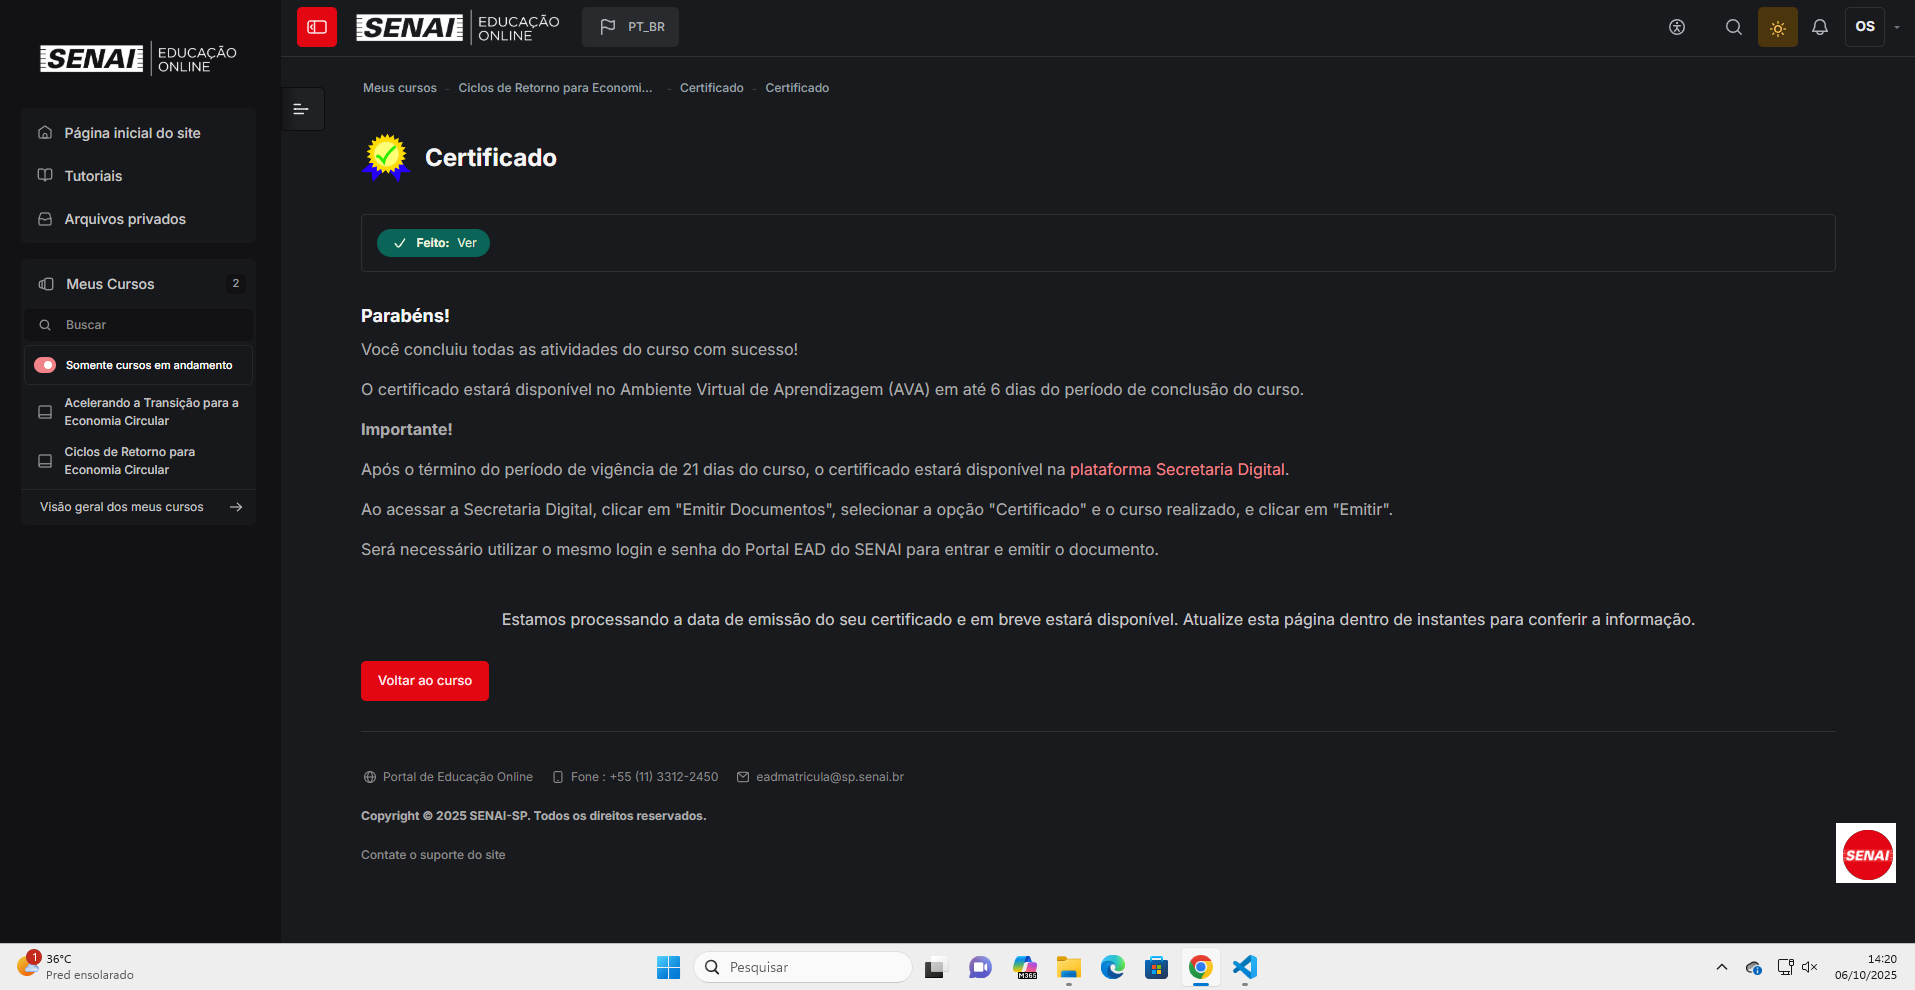 SENAI EDUCAÇÃO ONLINE
Página inicial do site
Tutoriais
Arquivos privados
Meus Cursos 2
Buscar
Somente cursos em andamento
Acelerando a Transição para a
Economia Circular
Ciclos de Retorno para
Economia Circular
Visão geral dos meus cursos
SENAI EDUCAÇÃO ONLINE
PT_BR
OS
Meus cursos - Ciclos de Retorno para Economi... - Certificado - Certificado
Certificado
Feito: Ver
Parabéns!
Você concluiu todas as atividades do curso com sucesso!
O certificado estará disponível no Ambiente Virtual de Aprendizagem (AVA) em até 6 dias do período de conclusão do curso.
Importante!
Após o término do período de vigência de 21 dias do curso, o certificado estará disponível na plataforma Secretaria Digital.
Ao acessar a Secretaria Digital, clicar em "Emitir Documentos", selecionar a opção "Certificado" e o curso realizado, e clicar em "Emitir".
Será necessário utilizar o mesmo login e senha do Portal EAD do SENAI para entrar e emitir o documento.
Estamos processando a data de emissão do seu certificado e em breve estará disponível. Atualize esta página dentro de instantes para conferir a informação.
Voltar ao curso
Portal de Educação Online Fone : +55 (11) 3312-2450 eadmatricula@sp.senai.br
Copyright © 2025 SENAI-SP. Todos os direitos reservados.
Contate o suporte do site
SENAI
1
36°C
Pred ensolarado
Pesquisar
M365
14:20
06/10/2025